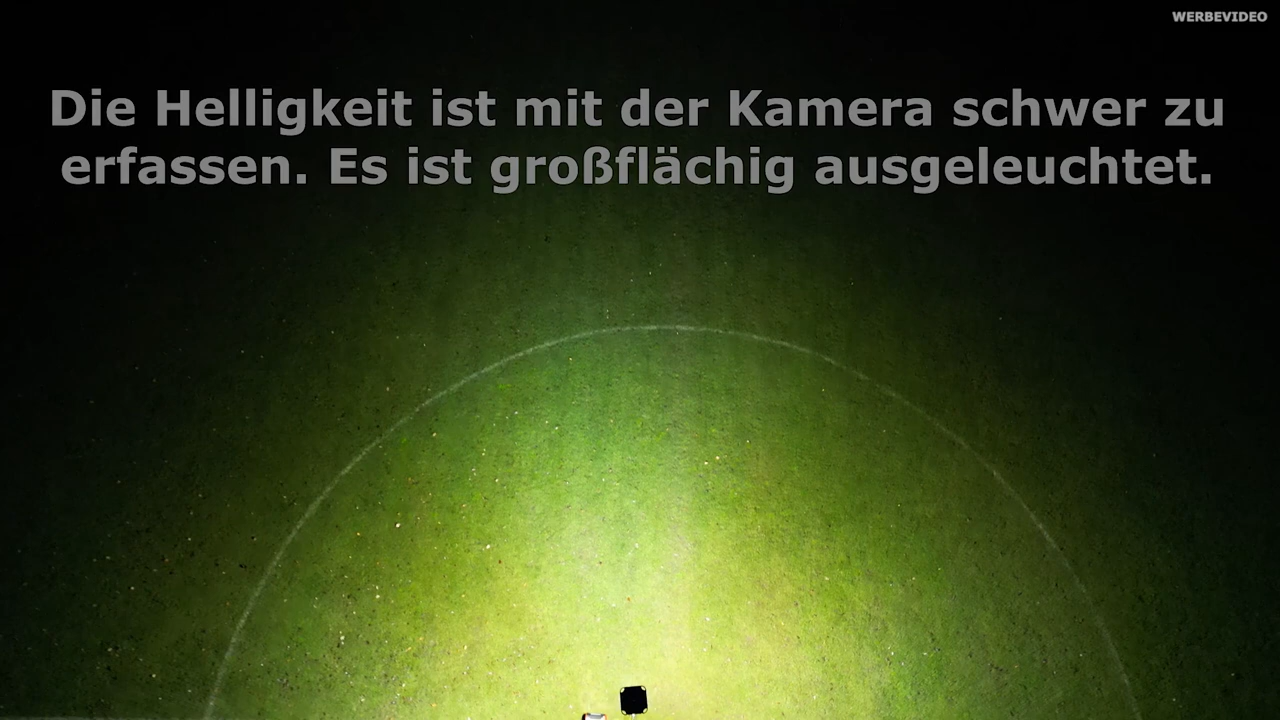 WERBEVIDEO
Die Helligkeit ist mit der Kamera schwer zu
erfassen. Es ist großflächig ausgeleuchtet.